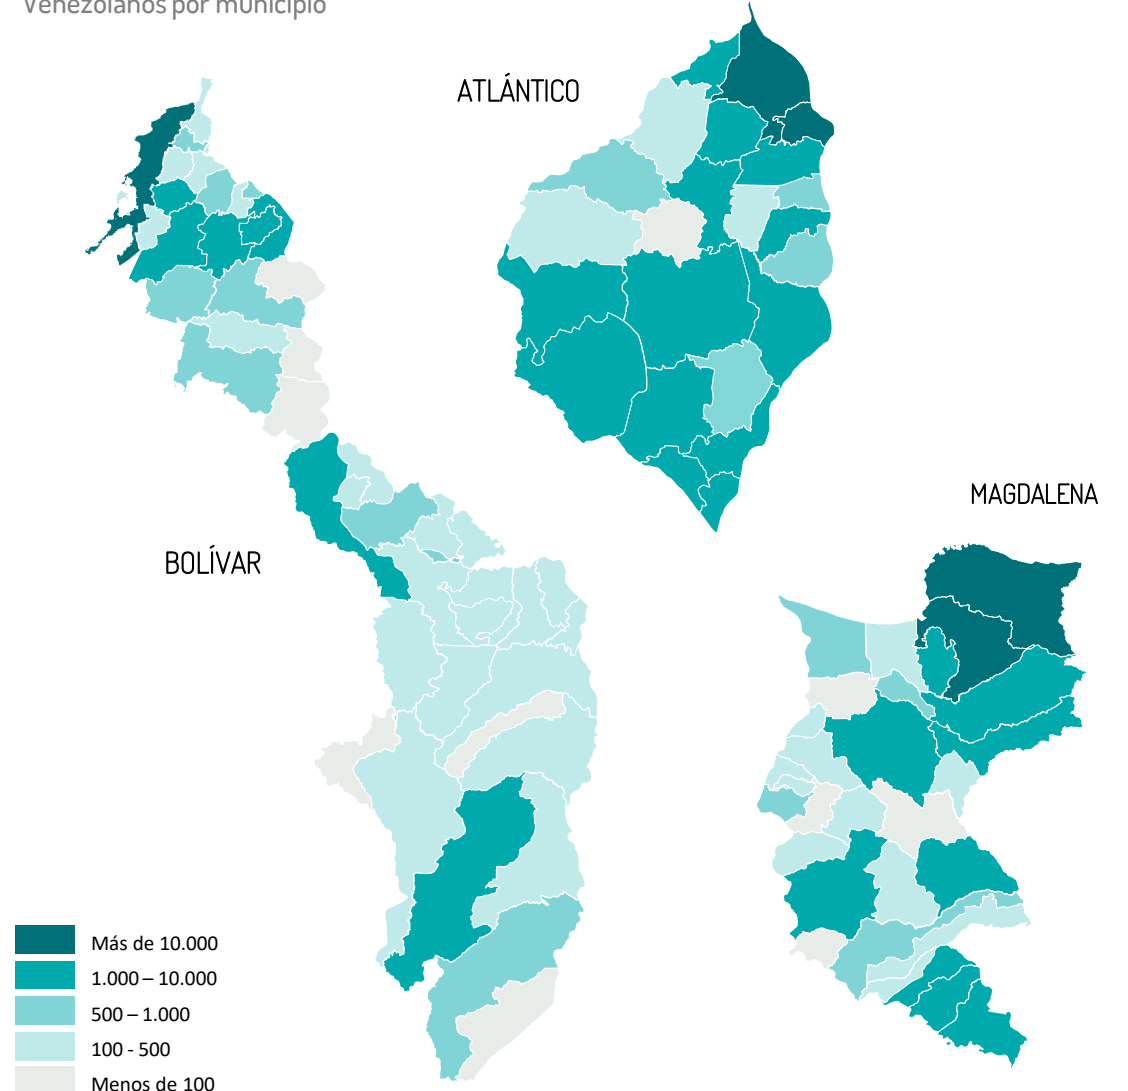 Venezolanos por municipio
ATLÁNTICO
MAGDALENA
BOLÍVAR
Más de 10.000
1.000 – 10.000
500 – 1.000
100 - 500
Menos de 100